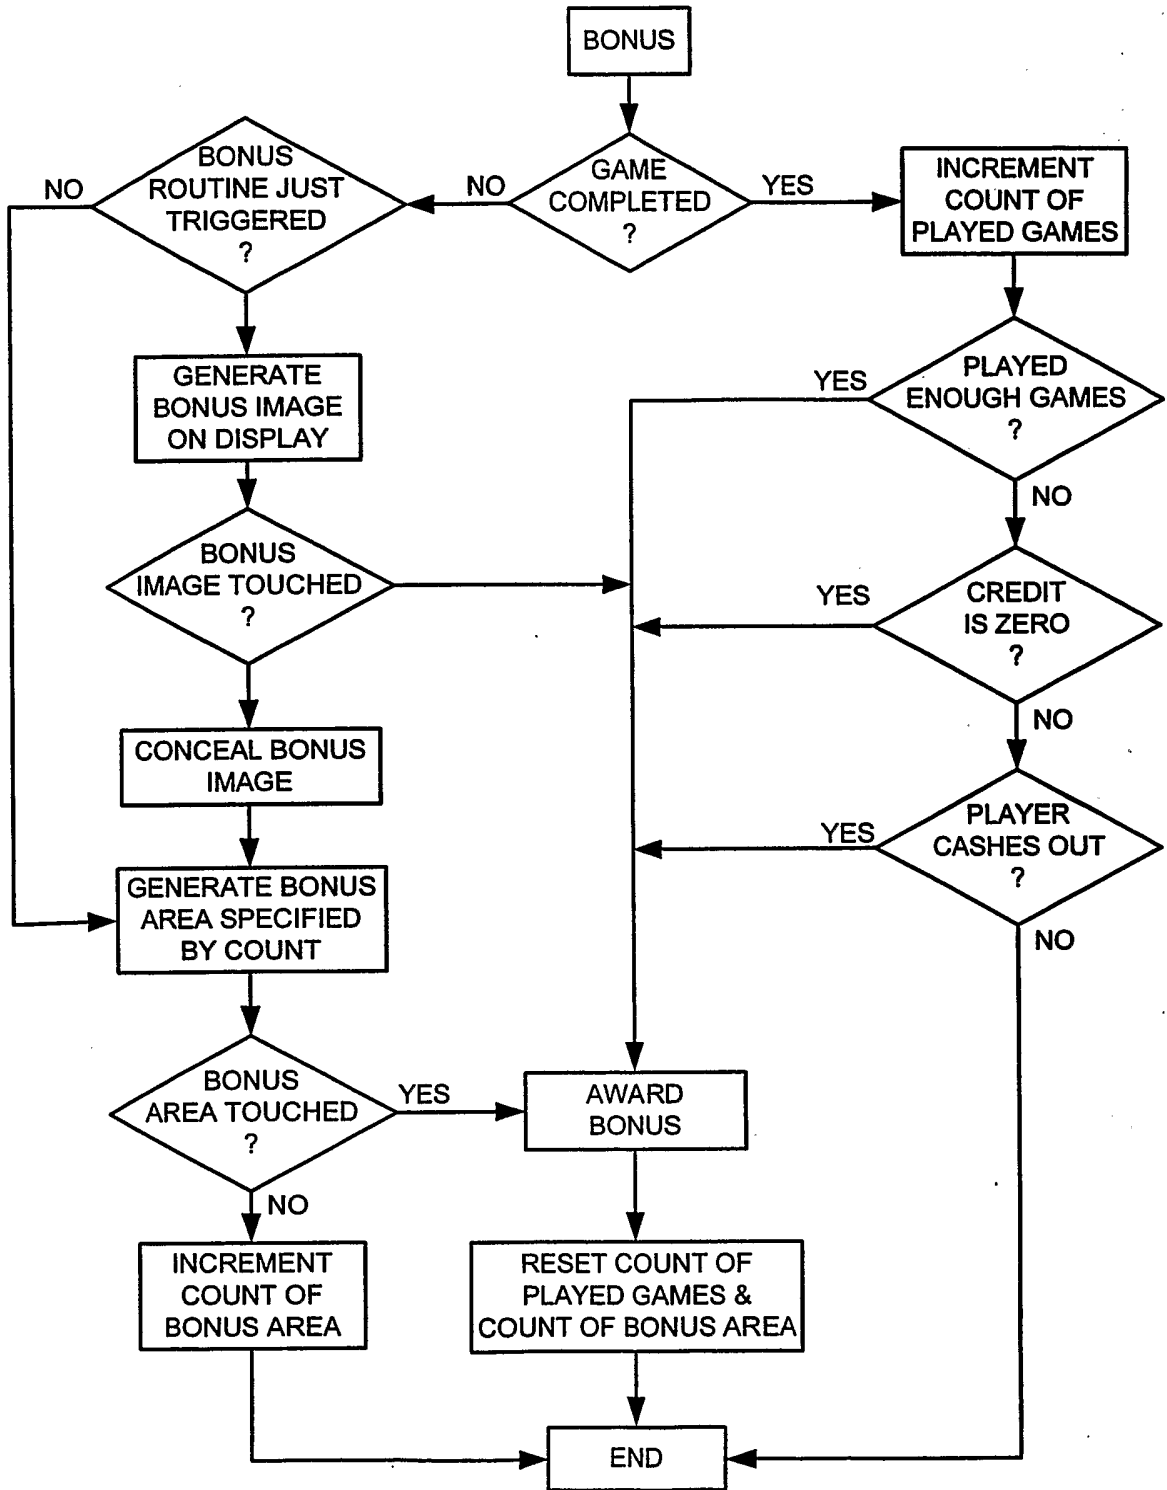 BONUS
BONUS
ROUTINE JUST
TRIGGERED
?
NO
NO
GAME
COMPLETED
?
YES
INCREMENT
COUNT OF
PLAYED GAMES
GENERATE
BONUS IMAGE
ON DISPLAY
YES
PLAYED
ENOUGH GAMES
?
NO
BONUS
IMAGE TOUCHED
?
YES
CREDIT
IS ZERO
?
NO
CONCEAL BONUS
IMAGE
YES
PLAYER
CASHES OUT
?
NO
GENERATE BONUS
AREA SPECIFIED
BY COUNT
BONUS
AREA TOUCHED
?
YES
NO
AWARD
BONUS
INCREMENT
COUNT OF
BONUS AREA
RESET COUNT OF
PLAYED GAMES &
COUNT OF BONUS AREA
END